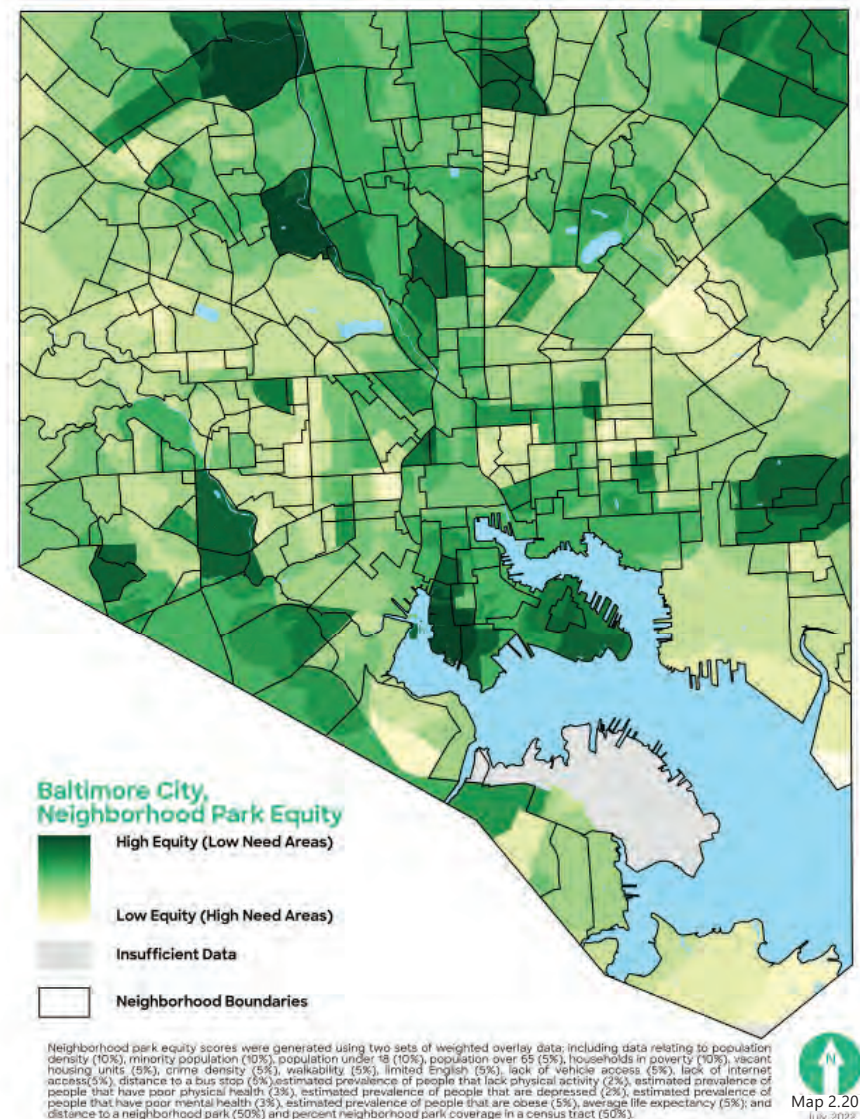 Baltimore City,
Neighborhood Park Equity
High Equity (Low Need Areas)
Low Equity (High Need Areas)
Insufficient Data
Neighborhood Boundaries
Neighborhood park equity scores were generated using two sets of weighted overlay data; including data relating to population
density (10%), minority population (10%), population under 18 (10%), population over 65 (5%), households in poverty (10%), vacant
housing units (5%), crime density (5%), walkability (5%), limited English (5%), lack of vehicle access (5%), lack of internet
access(5%), distance to a bus stop (5%),estimated prevalence of people that lack physical activity (2%), estimated prevalence of
people that have poor physical health (3%), estimated prevalence of people that are depressed (2%), estimated prevalence of
people that have poor mental health (3%), estimated prevalence of people that are obese (5%), average life expectancy (5%); and
distance to a neighborhood park (50%) and percent neighborhood park coverage in a census tract (50%).
N
Map 2.20